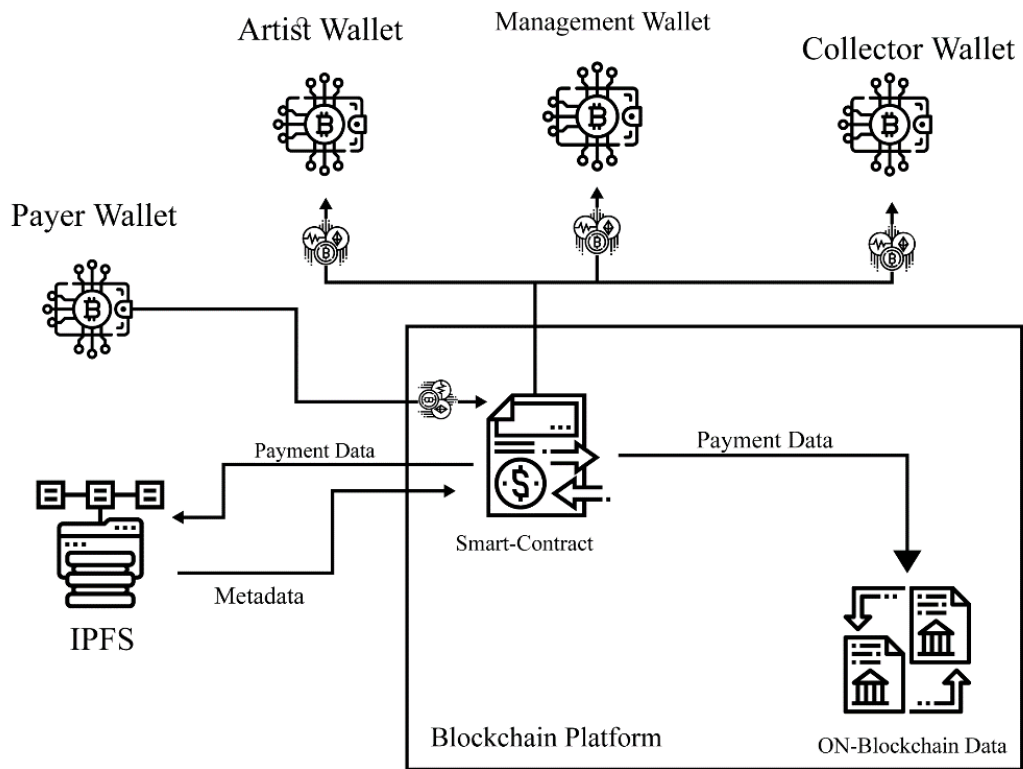 Artist Wallet
Management Wallet
Collector Wallet
Payer Wallet
Payment Data
Payment Data
Smart-Contract
Metadata
IPFS
Blockchain Platform
ON-Blockchain Data